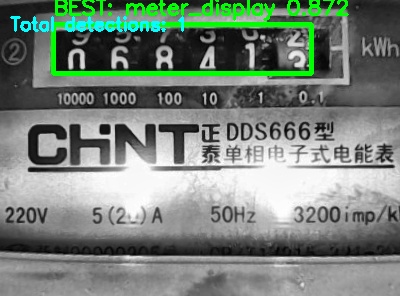 BEST: meter_display 0.872
Total detections: 1
② 0 6 8 4 1 3 kWh
10000 1000 100 10 1 0.1
CHNT 正泰 DDS666型
单相电子式电能表
220V 5(20)A 50Hz 3200imp/k